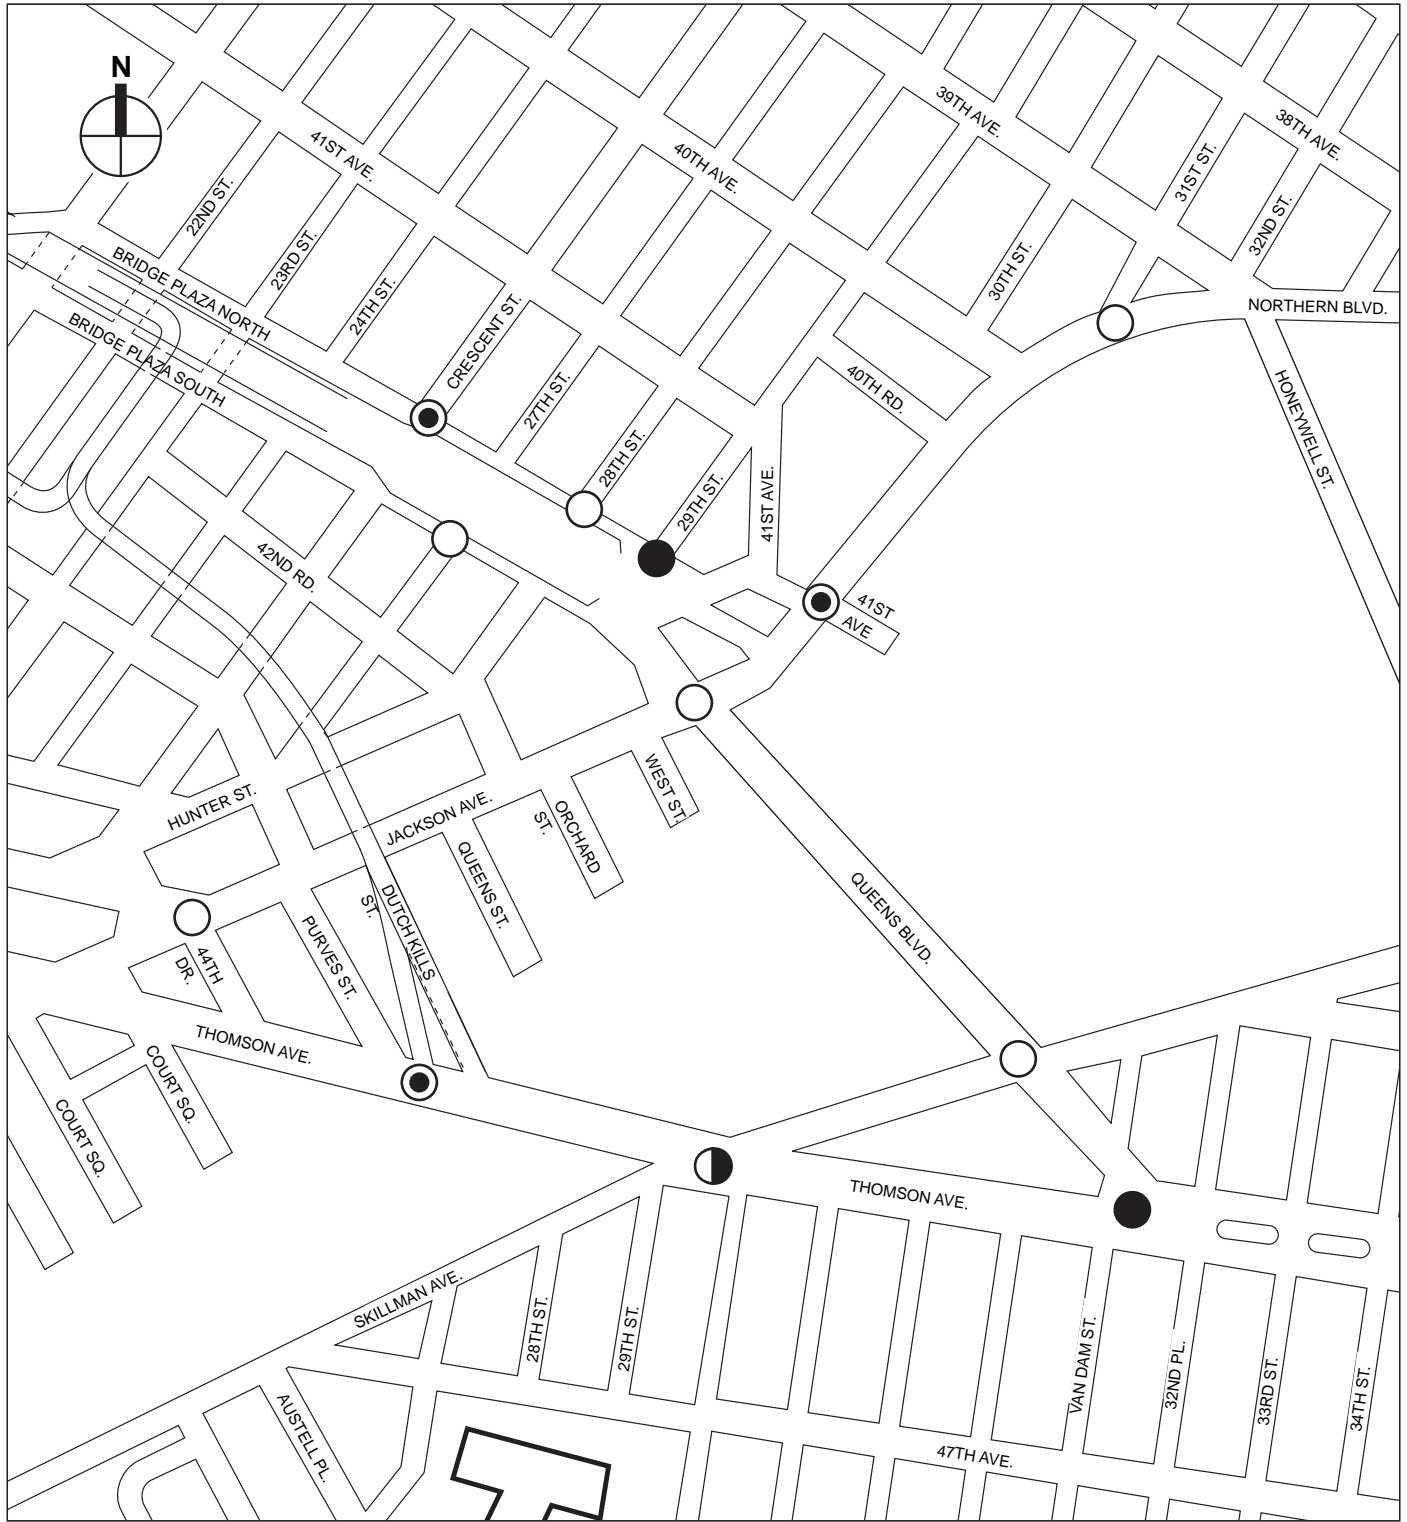 N
39TH AVE.
38TH AVE.
41ST AVE.
40TH AVE.
31ST ST.
22ND ST.
32ND ST.
23RD ST.
30TH ST.
BRIDGE PLAZA NORTH
24TH ST.
NORTHERN BLVD.
BRIDGE PLAZA SOUTH
CRESCENT ST.
40TH RD.
27TH ST.
HONEYWELL ST.
28TH ST.
29TH ST.
41ST AVE.
42ND RD.
41ST
AVE
WEST ST.
HUNTER ST.
JACKSON AVE.
ORCHARD
ST.
QUEENS ST.
QUEENS BLVD.
DUTCH KILLS
ST.
PURVES ST.
44TH
DR.
THOMSON AVE.
COURT SQ.
COURT SQ.
THOMSON AVE.
SKILLMAN AVE.
28TH ST.
29TH ST.
VAN DAM ST.
32ND PL.
33RD ST.
34TH ST.
AUSTELL PL.
47TH AVE.